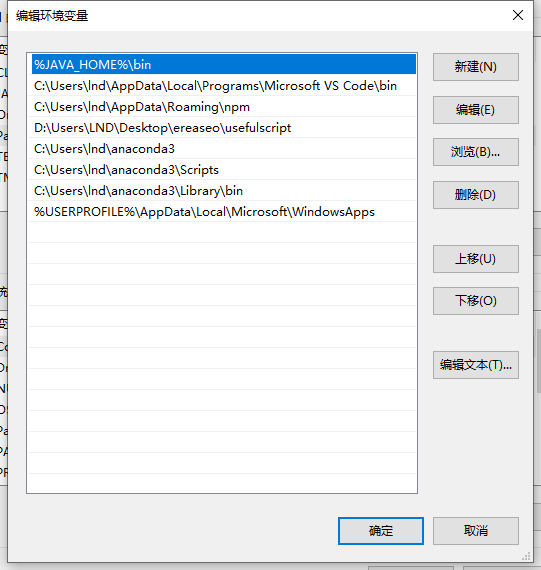 编辑环境变量
%JAVA_HOME%\bin
C:\Users\lnd\AppData\Local\Programs\Microsoft VS Code\bin
C:\Users\lnd\AppData\Roaming\npm
D:\Users\LND\Desktop\ereaseo\usefulscript
C:\Users\lnd\anaconda3
C:\Users\lnd\anaconda3\Scripts
C:\Users\lnd\anaconda3\Library\bin
%USERPROFILE%\AppData\Local\Microsoft\WindowsApps
新建(N)
编辑(E)
浏览(B)...
删除(D)
上移(U)
下移(O)
编辑文本(T)...
确定
取消